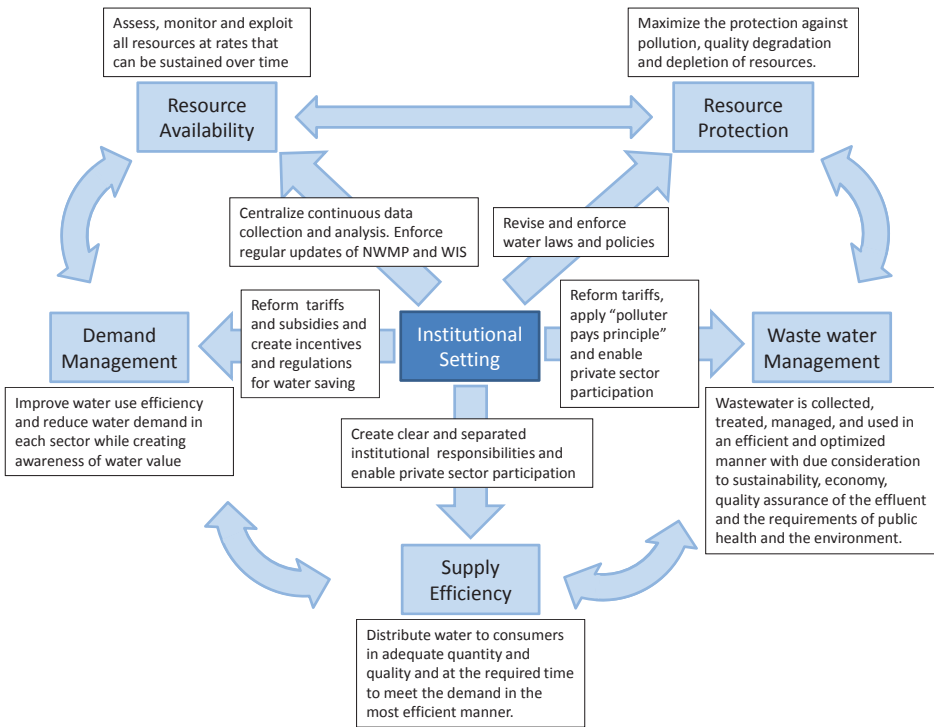 Assess, monitor and exploit
all resources at rates that
can be sustained over time
Maximize the protection against
pollution, quality degradation
and depletion of resources.
Resource
Availability
Resource
Protection
Centralize continuous data
collection and analysis. Enforce
regular updates of NWMP and WIS
Revise and enforce
water laws and policies
Demand
Management
Reform tariffs
and subsidies and
create incentives
and regulations
for water saving
Institutional
Setting
Reform tariffs,
apply “polluter
pays principle”
and enable
private sector
participation
Waste water
Management
Improve water use efficiency
and reduce water demand in
each sector while creating
awareness of water value
Create clear and separated
institutional responsibilities and
enable private sector participation
Wastewater is collected,
treated, managed, and used in
an efficient and optimized
manner with due consideration
to sustainability, economy,
quality assurance of the effluent
and the requirements of public
health and the environment.
Supply
Efficiency
Distribute water to consumers
in adequate quantity and
quality and at the required time
to meet the demand in the
most efficient manner.